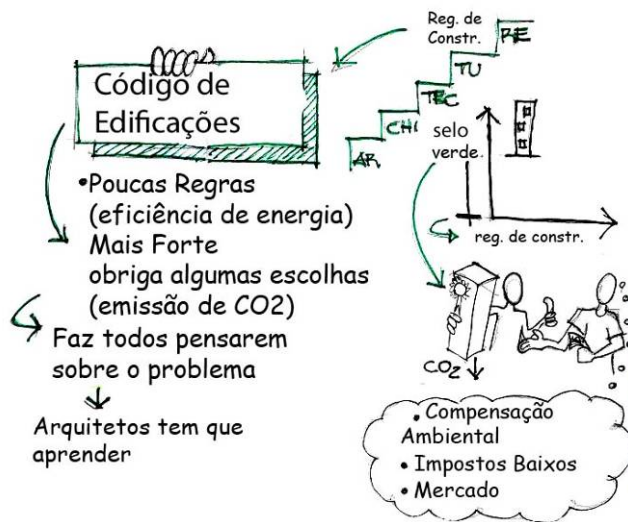 Código de
Edificações
•Poucas Regras
(eficiência de energia)
Mais Forte
obriga algumas escolhas
(emissão de CO2)
Faz todos pensarem
sobre o problema
Arquitetos tem que
aprender
Reg. de
Constr.
AR
CHI
TEC
TU
RE
selo
verde.
reg. de constr.
CO2
• Compensação
Ambiental
• Impostos Baixos
• Mercado